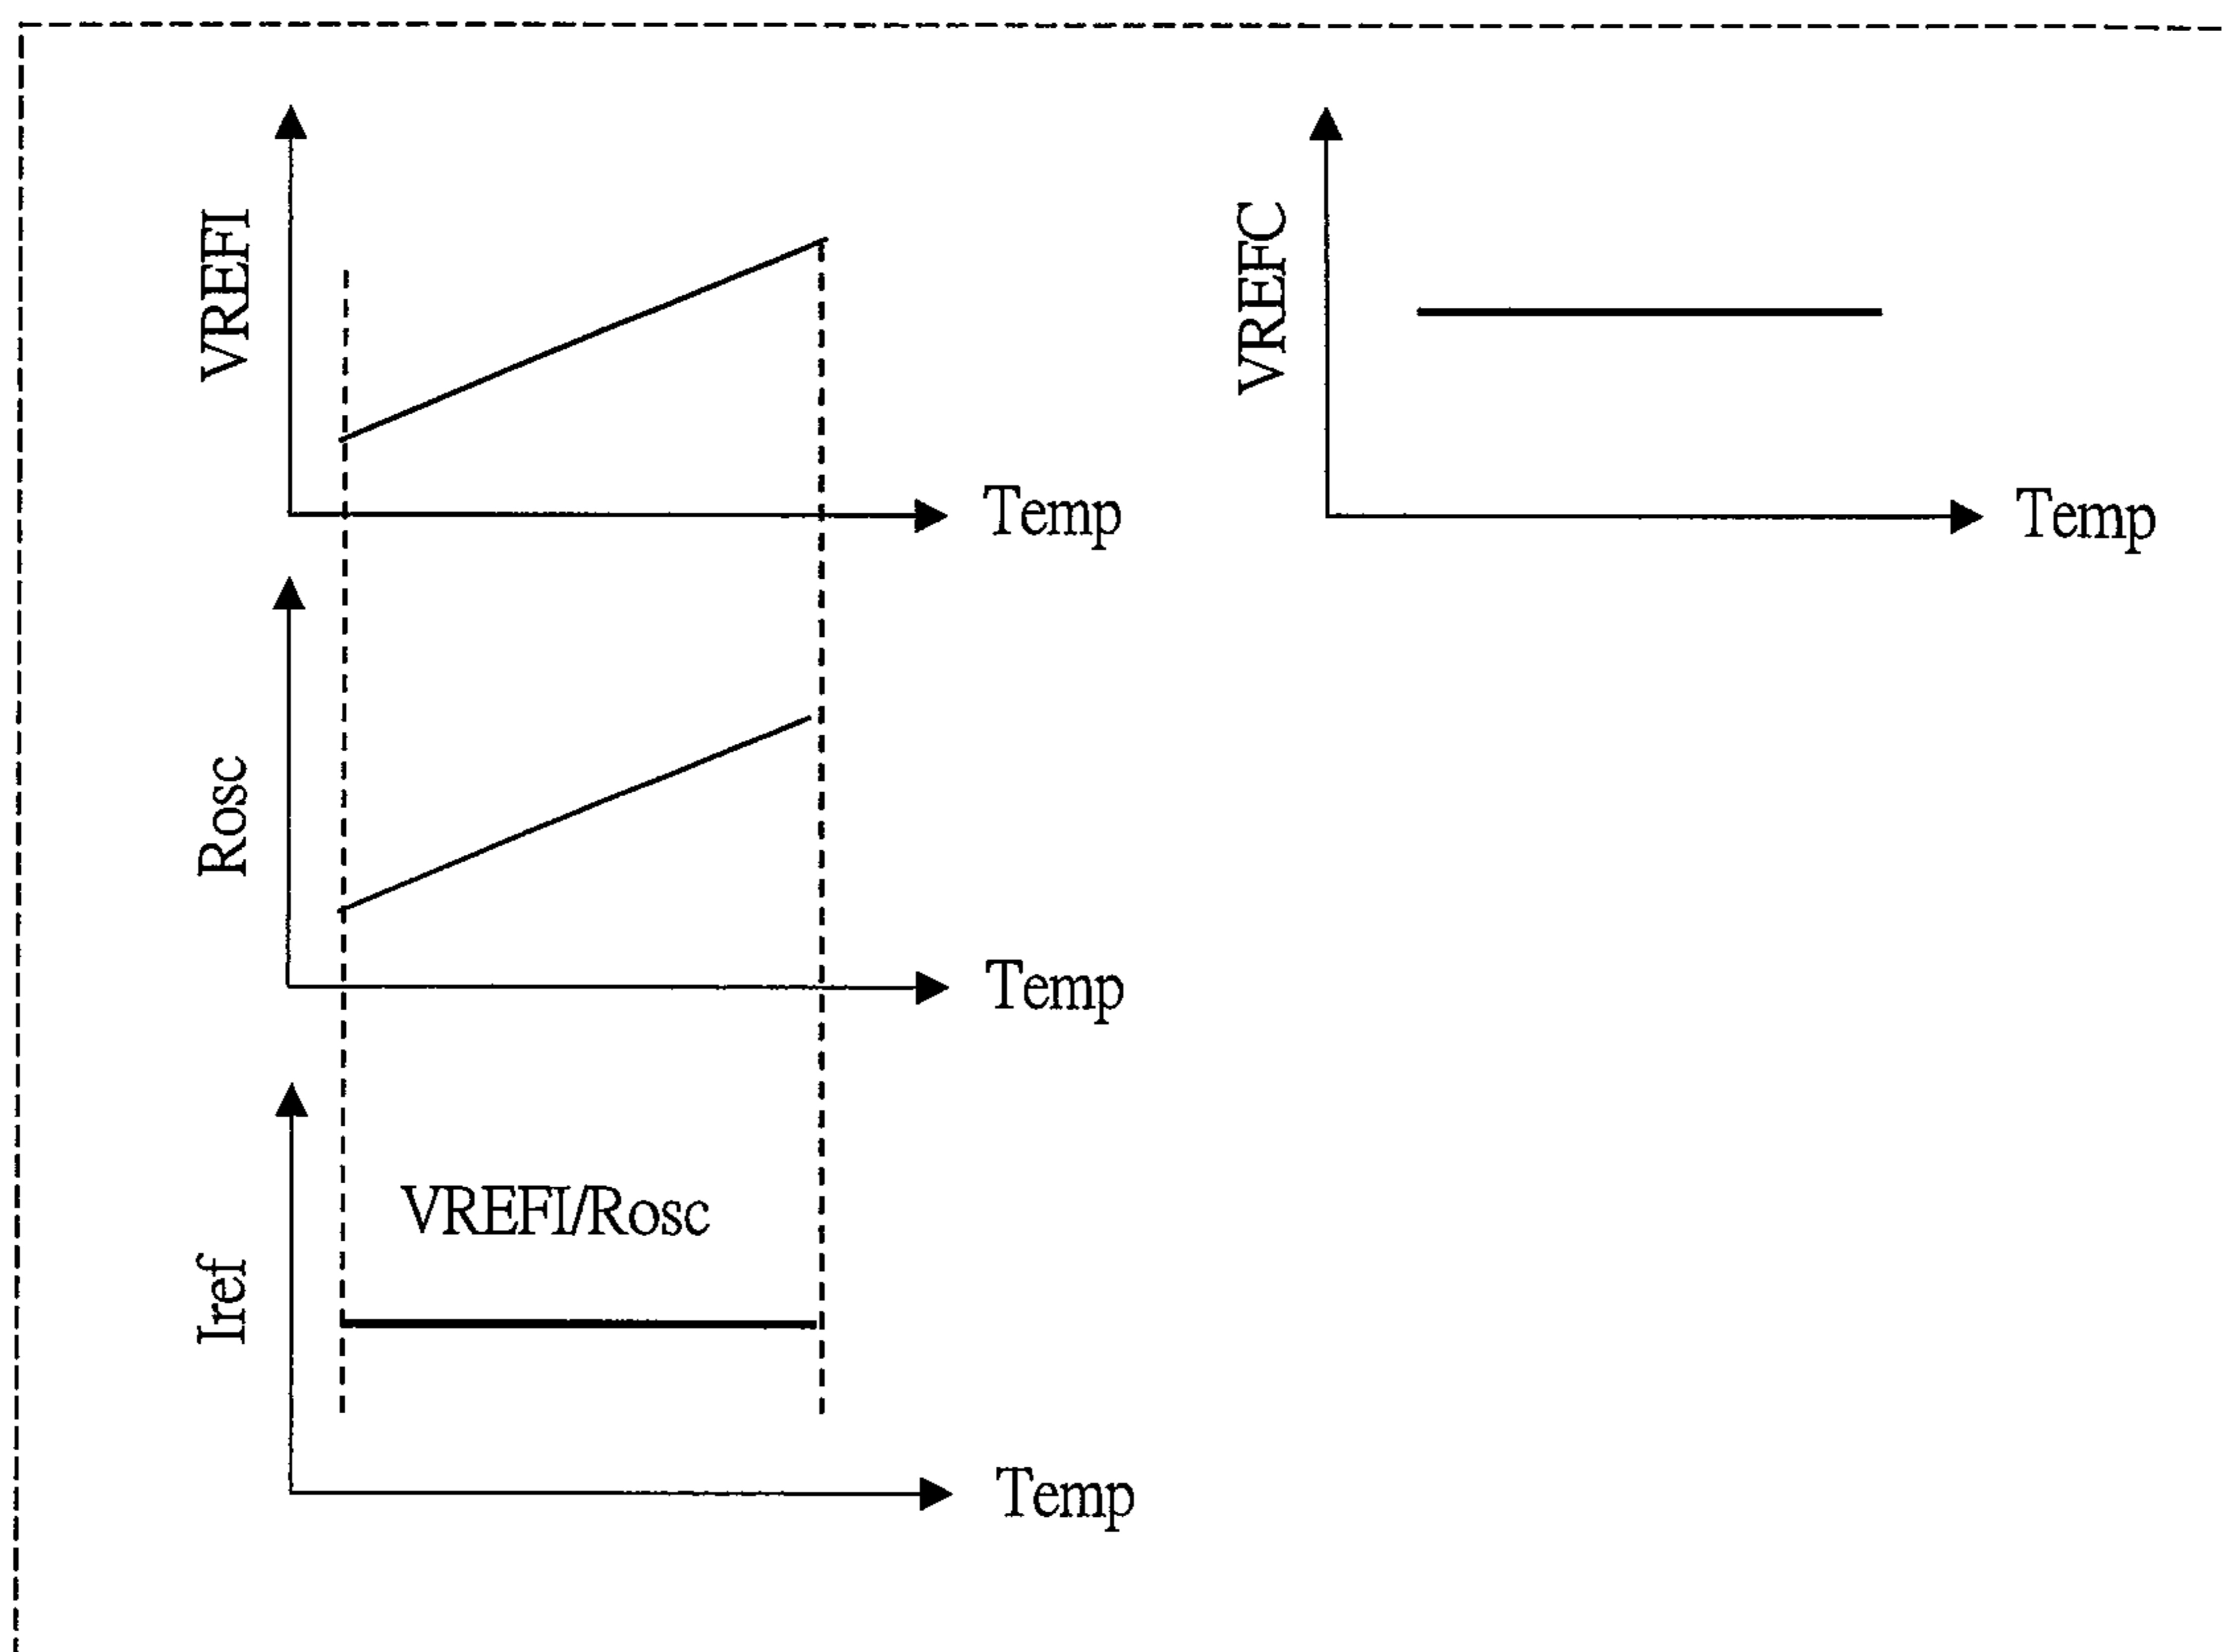 VREFI
Temp
VREFC
Temp
Rosc
Temp
VREFI/Rosc
Iref
Temp